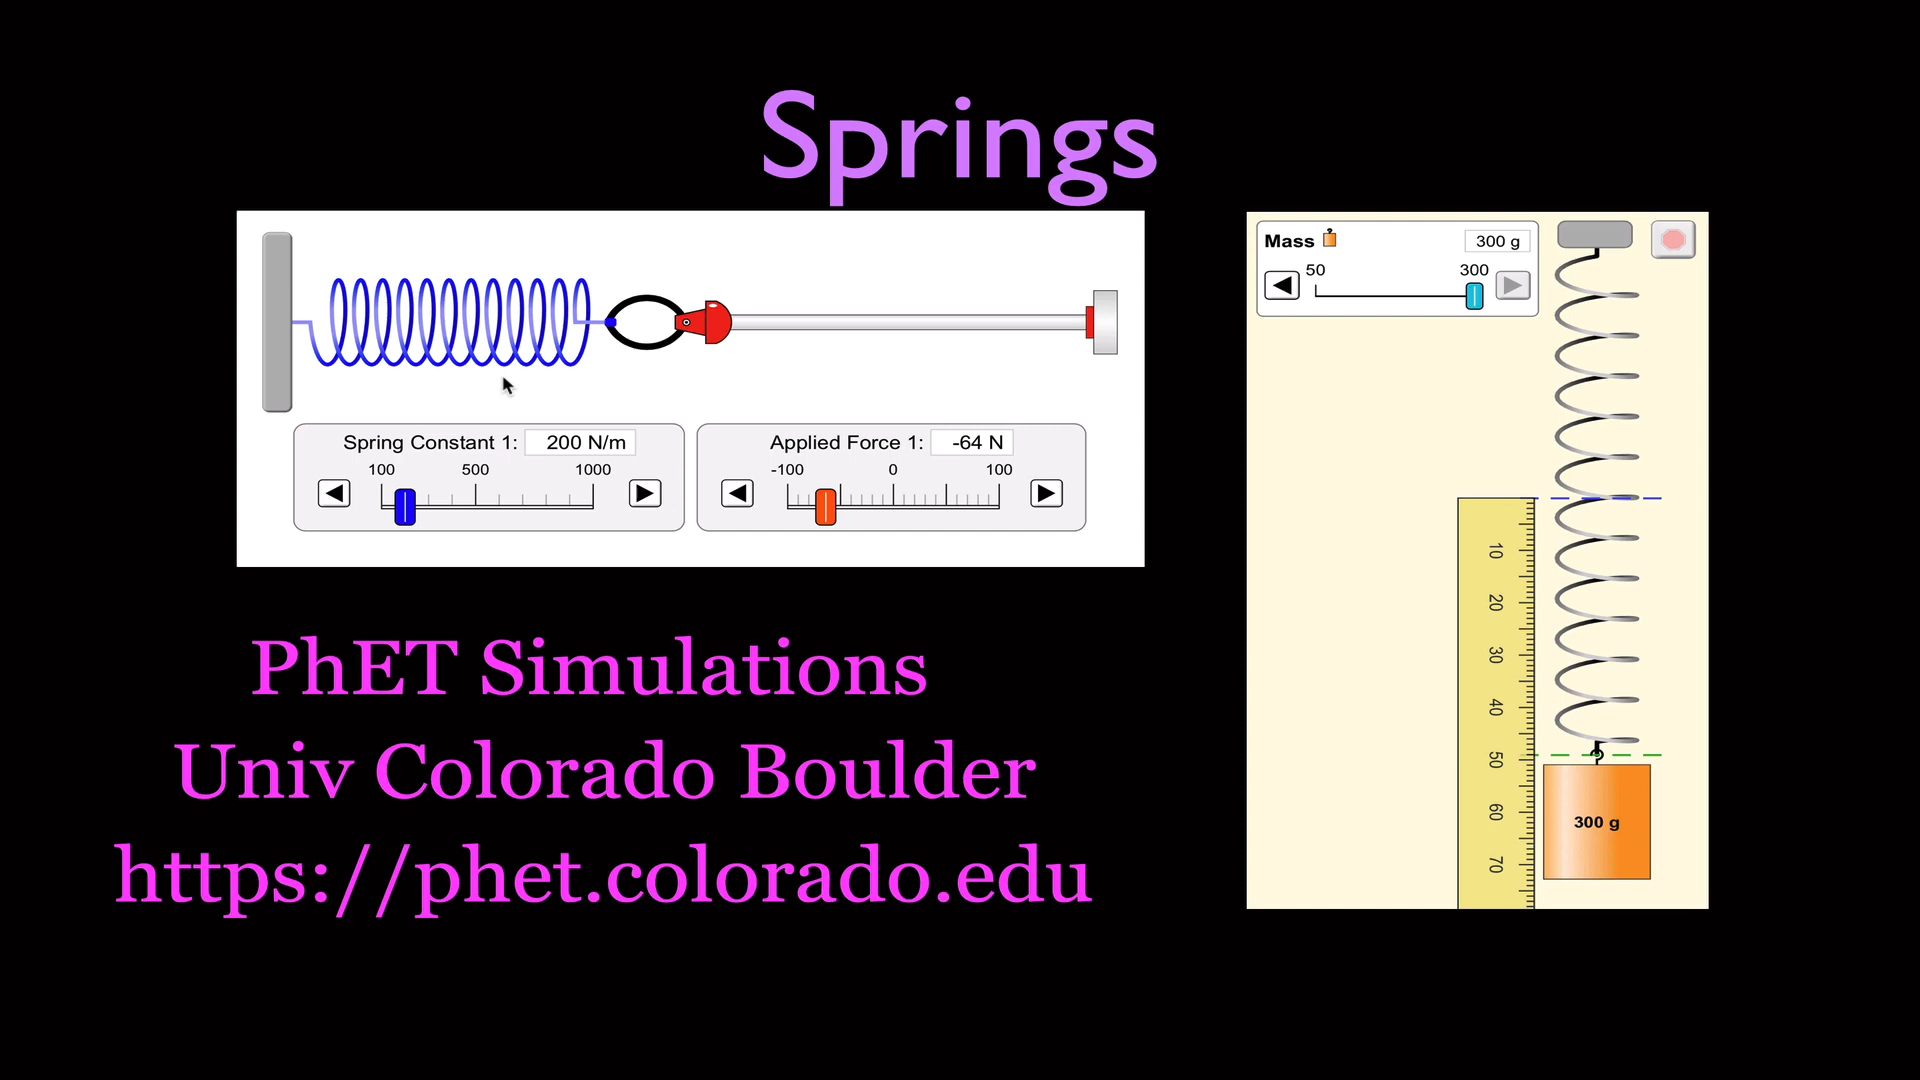 Springs
Spring Constant 1: 200 N/m
100 500 1000
Applied Force 1: -64 N
-100 0 100
Mass 300 g
50 300
10
20
30
40
50
60
70
300 g
PhET Simulations
Univ Colorado Boulder
https://phet.colorado.edu